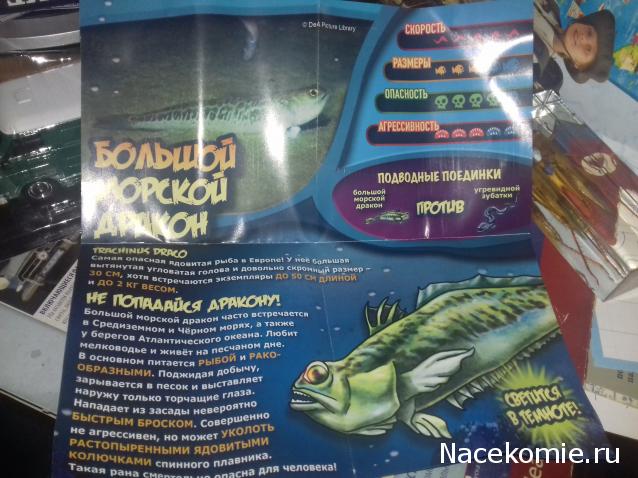 © DeA Picture Library
СКОРОСТЬ
РАЗМЕРЫ
ОПАСНОСТЬ
АГРЕССИВНОСТЬ
БОЛЬШОЙ
МОРСКОЙ
ДРАКОН
ПОДВОДНЫЕ ПОЕДИНКИ
большой
морской
дракон
ПРОТИВ
угревидной
зубатки
TRACHINUS DRACO
Самая опасная ядовитая рыба в Европе! У неё большая
вытянутая угловатая голова и довольно скромный размер –
30 СМ, хотя встречаются экземпляры ДО 50 СМ ДЛИНОЙ
и ДО 2 КГ ВЕСОМ.
НЕ ПОПАДАЙСЯ ДРАКОНУ!
Большой морской дракон часто встречается
в Средиземном и Чёрном морях, а также
у берегов Атлантического океана. Любит
мелководье и живёт на песчаном дне.
В основном питается РЫБОЙ и РАКО-
ОБРАЗНЫМИ. Поджидая добычу,
зарывается в песок и выставляет
наружу только торчащие глаза.
Нападает из засады невероятно
БЫСТРЫМ БРОСКОМ. Совершенно
не агрессивен, но может УКОЛОТЬ
РАСТОПЫРЕННЫМИ ЯДОВИТЫМИ
КОЛЮЧКАМИ спинного плавника.
Такая рана смертельно опасна для человека!
СВЕТИТСЯ
В ТЕМНОТЕ!
Nacekomie.ru